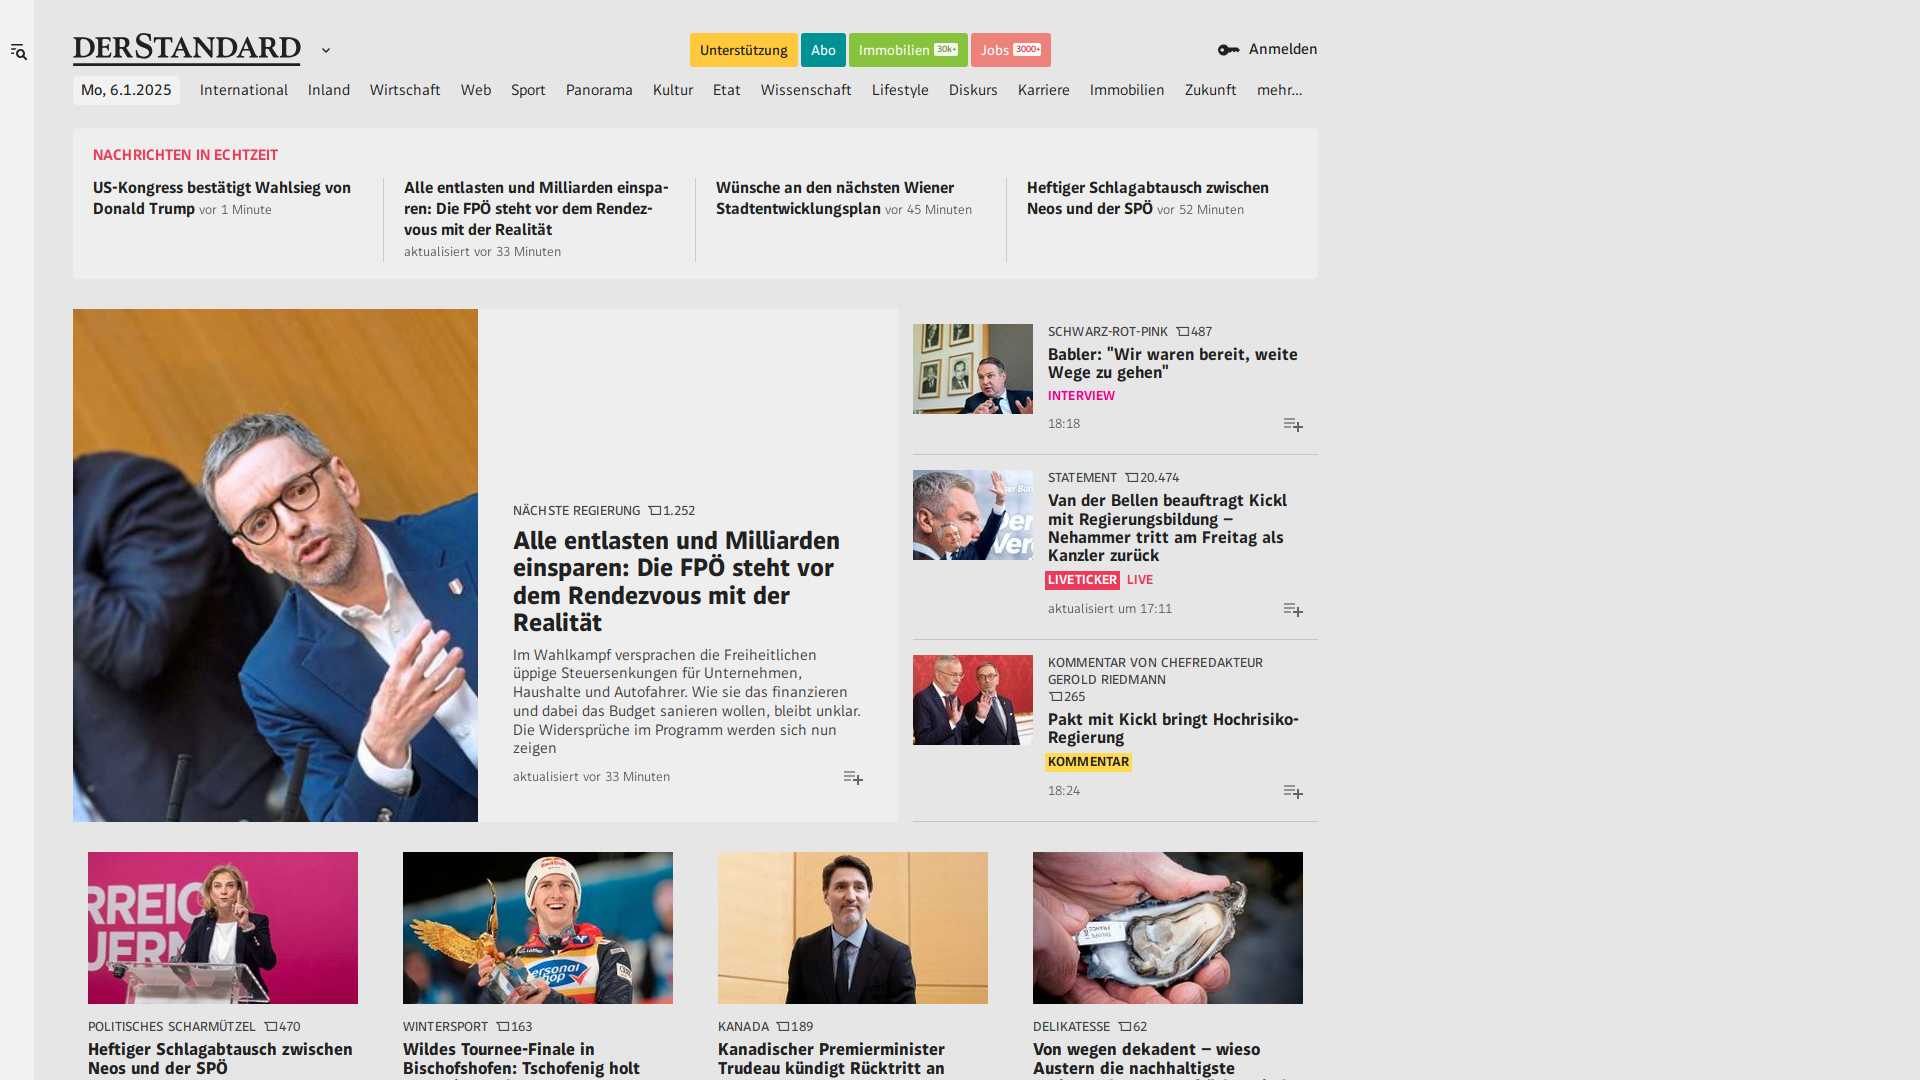 DERSTANDARD
Unterstützung
Abo
Immobilien 30k+
Jobs 3000+
Anmelden
Mo, 6.1.2025
International
Inland
Wirtschaft
Web
Sport
Panorama
Kultur
Etat
Wissenschaft
Lifestyle
Diskurs
Karriere
Immobilien
Zukunft
mehr...
NACHRICHTEN IN ECHTZEIT
US-Kongress bestätigt Wahlsieg von
Donald Trump vor 1 Minute
Alle entlasten und Milliarden einspa-
ren: Die FPÖ steht vor dem Rendez-
vous mit der Realität
aktualisiert vor 33 Minuten
Wünsche an den nächsten Wiener
Stadtentwicklungsplan vor 45 Minuten
Heftiger Schlagabtausch zwischen
Neos und der SPÖ vor 52 Minuten
NÄCHSTE REGIERUNG 1.252
Alle entlasten und Milliarden
einsparen: Die FPÖ steht vor
dem Rendezvous mit der
Realität
Im Wahlkampf versprachen die Freiheitlichen
üppige Steuersenkungen für Unternehmen,
Haushalte und Autofahrer. Wie sie das finanzieren
und dabei das Budget sanieren wollen, bleibt unklar.
Die Widersprüche im Programm werden sich nun
zeigen
aktualisiert vor 33 Minuten
SCHWARZ-ROT-PINK 487
Babler: "Wir waren bereit, weite
Wege zu gehen"
INTERVIEW
18:18
STATEMENT 20.474
Van der Bellen beauftragt Kickl
mit Regierungsbildung –
Nehammer tritt am Freitag als
Kanzler zurück
LIVETICKER LIVE
aktualisiert um 17:11
KOMMENTAR VON CHEFREDAKTEUR
GEROLD RIEDMANN
265
Pakt mit Kickl bringt Hochrisiko-
Regierung
KOMMENTAR
18:24
RREIC
UERN
POLITISCHES SCHARMÜTZEL 470
Heftiger Schlagabtausch zwischen
Neos und der SPÖ
personal
shop
WINTERSPORT 163
Wildes Tournee-Finale in
Bischofshofen: Tschofenig holt
KANADA 189
Kanadischer Premierminister
Trudeau kündigt Rücktritt an
DELIKATESSE 62
Von wegen dekadent – wieso
Austern die nachhaltigste